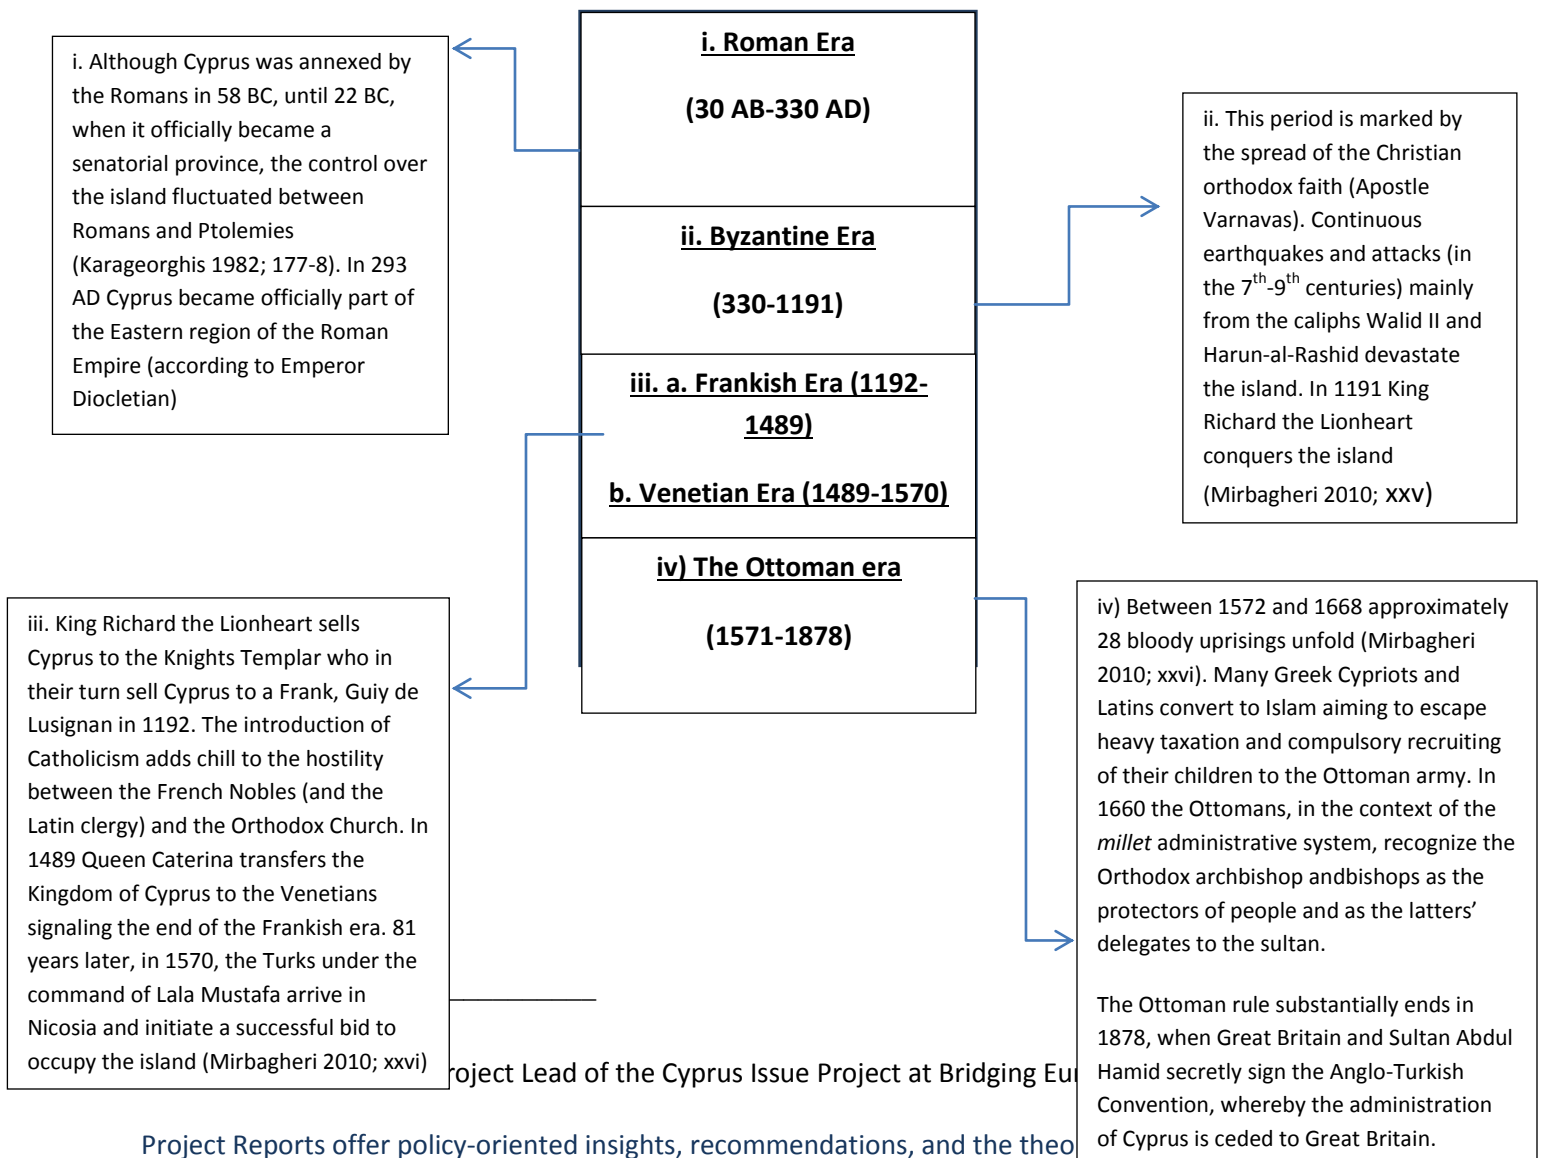 i. Roman Era
(30 AB-330 AD)
ii. Byzantine Era
(330-1191)
iii. a. Frankish Era (1192-
1489)
b. Venetian Era (1489-1570)
iv) The Ottoman era
(1571-1878)
i. Although Cyprus was annexed by
the Romans in 58 BC, until 22 BC,
when it officially became a
senatorial province, the control over
the island fluctuated between
Romans and Ptolemies
(Karageorghis 1982; 177-8). In 293
AD Cyprus became officially part of
the Eastern region of the Roman
Empire (according to Emperor
Diocletian)
ii. This period is marked by
the spread of the Christian
orthodox faith (Apostle
Varnavas). Continuous
earthquakes and attacks (in
the 7th-9th centuries) mainly
from the caliphs Walid II and
Harun-al-Rashid devastate
the island. In 1191 King
Richard the Lionheart
conquers the island
(Mirbagheri 2010; XXV)
iii. King Richard the Lionheart sells
Cyprus to the Knights Templar who in
their turn sell Cyprus to a Frank, Guiy de
Lusignan in 1192. The introduction of
Catholicism adds chill to the hostility
between the French Nobles (and the
Latin clergy) and the Orthodox Church. In
1489 Queen Caterina transfers the
Kingdom of Cyprus to the Venetians
signaling the end of the Frankish era. 81
years later, in 1570, the Turks under the
command of Lala Mustafa arrive in
Nicosia and initiate a successful bid to
occupy the island (Mirbagheri 2010; xxvi)
iv) Between 1572 and 1668 approximately
28 bloody uprisings unfold (Mirbagheri
2010; xxvi). Many Greek Cypriots and
Latins convert to Islam aiming to escape
heavy taxation and compulsory recruiting
of their children to the Ottoman army. In
1660 the Ottomans, in the context of the
millet administrative system, recognize the
Orthodox archbishop andbishops as the
protectors of people and as the latters’
delegates to the sultan.
The Ottoman rule substantially ends in
1878, when Great Britain and Sultan Abdul
Hamid secretly sign the Anglo-Turkish
Convention, whereby the administration
of Cyprus is ceded to Great Britain.
roject Lead of the Cyprus Issue Project at Bridging Eu
Project Reports offer policy-oriented insights, recommendations, and the theo